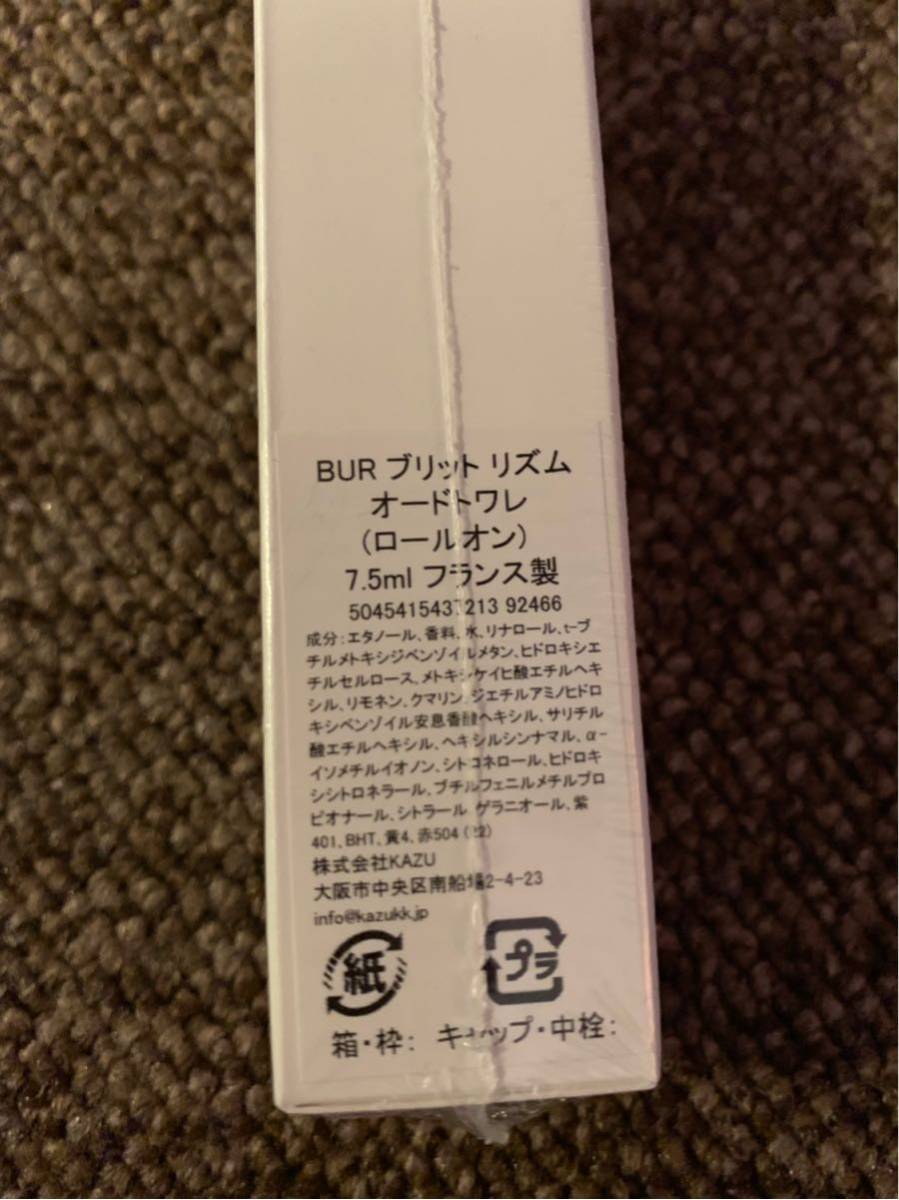 BUR ブリット リズム
オードトワレ
(ロールオン)
7.5ml フランス製
5045415437213 92466
成分:エタノール、香料、水、リナロール、t-ブ
チルメトキシジベンゾイルメタン、ヒドロキシエ
チルセルロース、メトキシケイヒ酸エチルヘキ
シル、リモネン、クマリン、ジエチルアミノヒドロ
キシベンゾイル安息香酸ヘキシル、サリチル
酸エチルヘキシル、ヘキシルシンナマル、α-
イソメチルイオノン、シトロネロール、ヒドロキ
シシトロネラール、ブチルフェニルメチルプロ
ピオナール、シトラール、ゲラニオール、紫
401、BHT、黄4、赤504
株式会社KAZU
大阪市中央区南船場2-4-23
info@kazukk.jp
紙 プラ
箱・枠: キャップ・中栓: